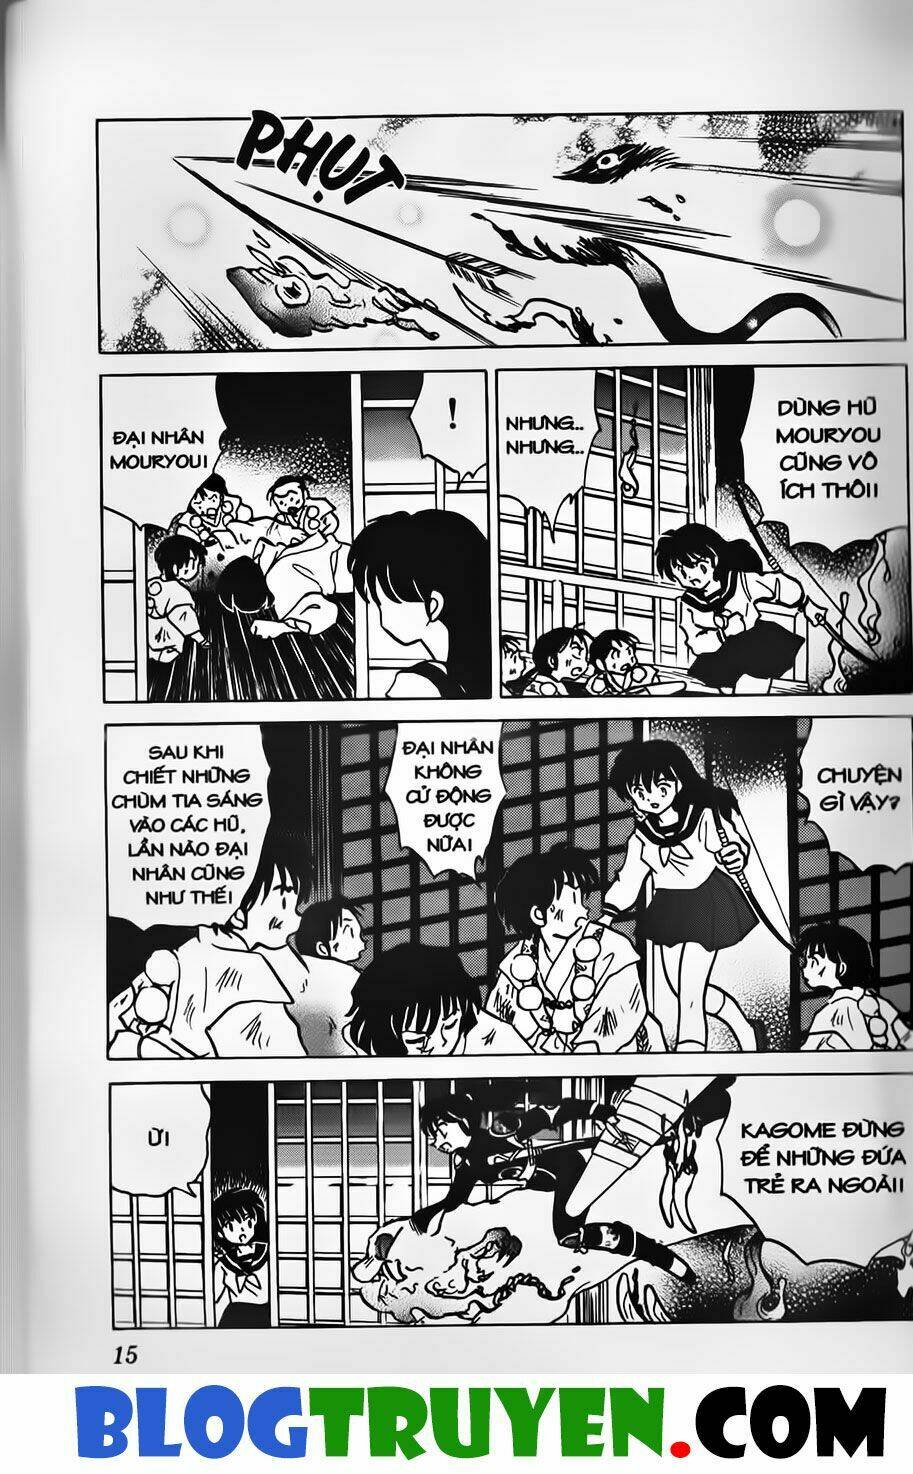 PHỤT
DÙNG HŨ
MOURYOU
CŨNG VÔ
ÍCH THÔI!
NHƯNG..
NHƯNG..
!
ĐẠI NHÂN
MOURYOU!
CHUYỆN
GÌ VẬY?
ĐẠI NHÂN
KHÔNG
CỬ ĐỘNG
ĐƯỢC
NỮA!
SAU KHI
CHIẾT NHỮNG
CHÙM TIA SÁNG
VÀO CÁC HŨ,
LẦN NÀO ĐẠI
NHÂN CŨNG
NHƯ THẾ!
KAGOME ĐỪNG
ĐỂ NHỮNG ĐỨA
TRẺ RA NGOÀI!
Ừ!
15
BLOGTRUYEN.COM